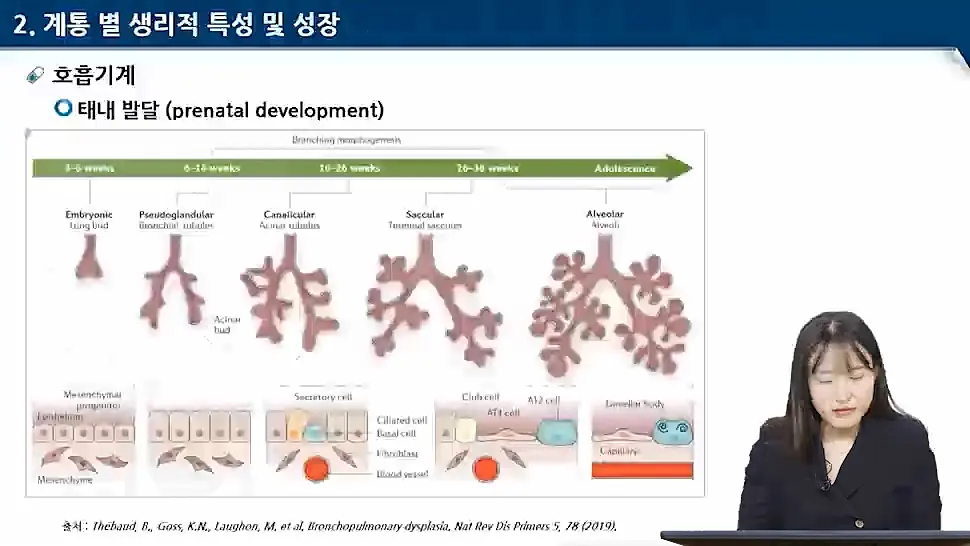 2. 계통 별 생리적 특성 및 성장
호흡기계
태내 발달 (prenatal development)
Branching morphogenesis
3-6 weeks 6-16 weeks 16-26 weeks 26-36 weeks Adolescence
Embryonic Pseudoglandular Canalicular Saccular Alveolar
Lung bud Bronchial tubules Acinar tubules Terminal saccules Alveoli
Acinar
bud
Mesenchymal
progenitor
Epithelium
Mesenchyme
Secretory cell
Ciliated cell
Basal cell
Fibroblast
Blood vessel
Club cell
AT1 cell
AT2 cell
Lamellar body
Capillary
출처 : Thébaud, B., Goss, K.N., Laughon, M. et al. Bronchopulmonary dysplasia. Nat Rev Dis Primers 5, 78 (2019).